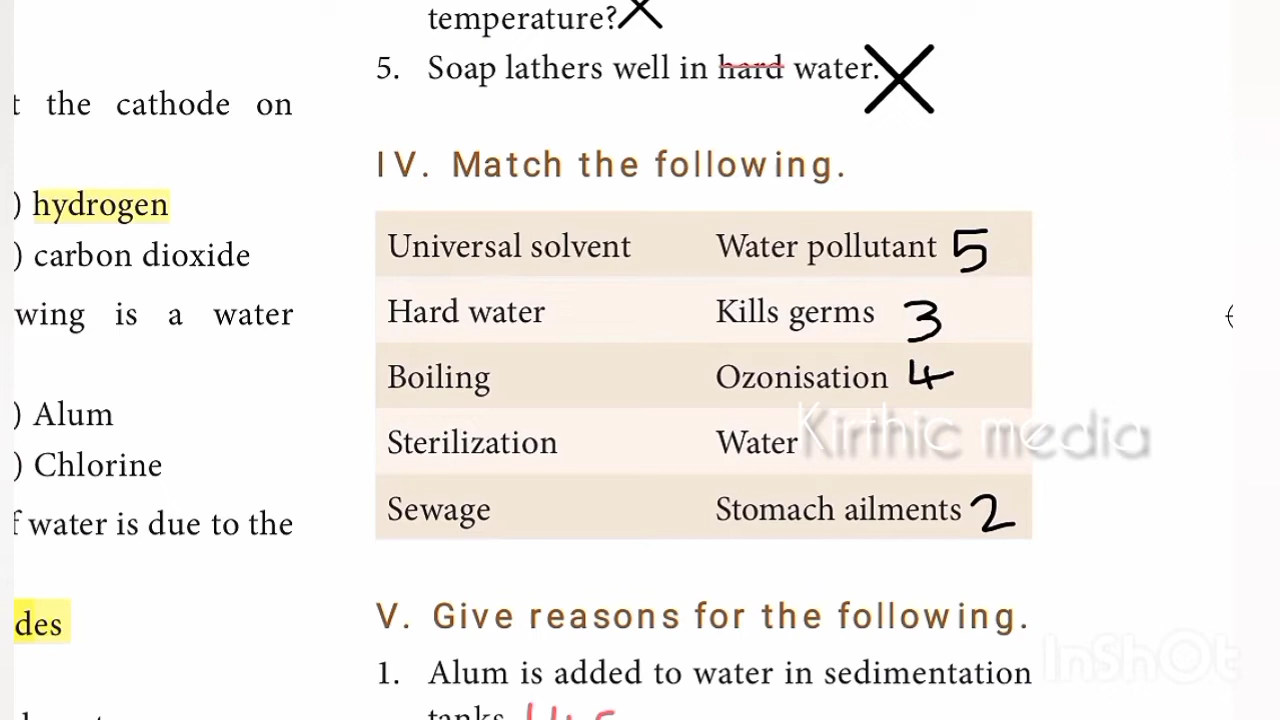 t the cathode on
) hydrogen
) carbon dioxide
wing is a water
) Alum
) Chlorine
f water is due to the
des
temperature?
5. Soap lathers well in hard water.
IV. Match the following.
Universal solvent Water pollutant 5
Hard water Kills germs 3
Boiling Ozonisation 4
Sterilization Water
Sewage Stomach ailments 2
Kirthic media
V. Give reasons for the following.
1. Alum is added to water in sedimentation
tanks.
InShOt